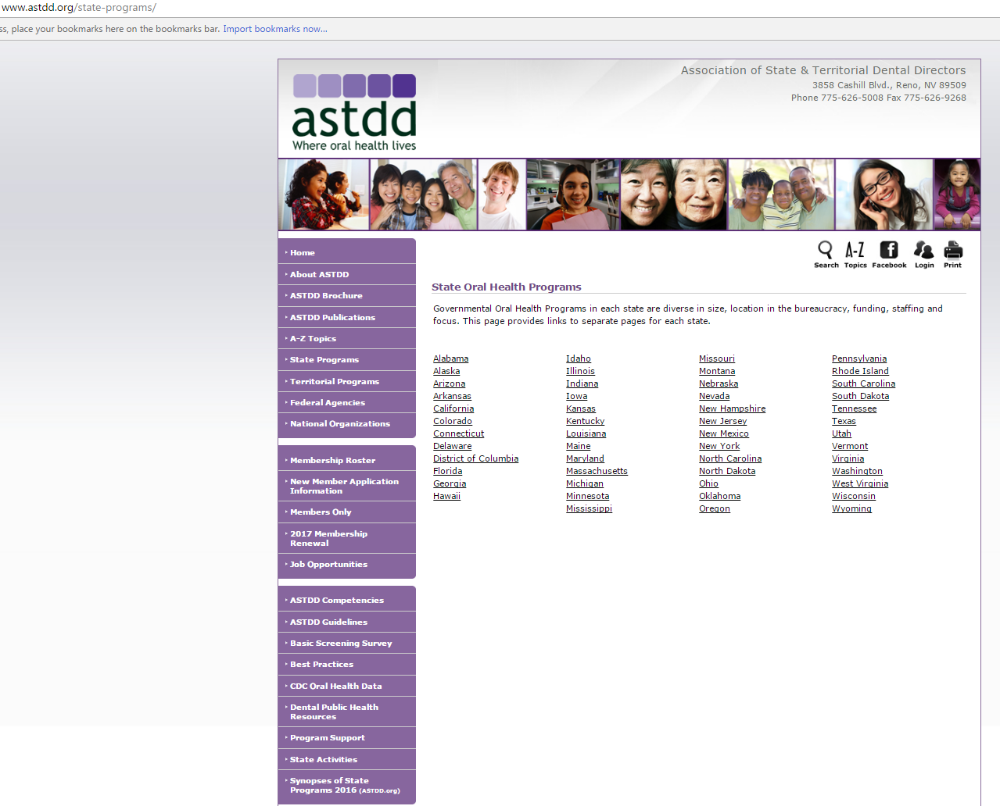 www.astdd.org/state-programs/
ss, place your bookmarks here on the bookmarks bar. Import bookmarks now...
astdd
Where oral health lives
Association of State & Territorial Dental Directors
3858 Cashill Blvd., Reno, NV 89509
Phone 775-626-5008 Fax 775-626-9268
Home
About ASTDD
ASTDD Brochure
ASTDD Publications
A-Z Topics
State Programs
Territorial Programs
Federal Agencies
National Organizations
Membership Roster
New Member Application
Information
Members Only
2017 Membership
Renewal
Job Opportunities
ASTDD Competencies
ASTDD Guidelines
Basic Screening Survey
Best Practices
CDC Oral Health Data
Dental Public Health
Resources
Program Support
State Activities
Synopses of State
Programs 2016 (ASTDD.org)
A-Z
Search Topics Facebook Login Print
State Oral Health Programs
Governmental Oral Health Programs in each state are diverse in size, location in the bureaucracy, funding, staffing and
focus. This page provides links to separate pages for each state.
Alabama
Alaska
Arizona
Arkansas
California
Colorado
Connecticut
Delaware
District of Columbia
Florida
Georgia
Hawaii
Idaho
Illinois
Indiana
Iowa
Kansas
Kentucky
Louisiana
Maine
Maryland
Massachusetts
Michigan
Minnesota
Mississippi
Missouri
Montana
Nebraska
Nevada
New Hampshire
New Jersey
New Mexico
New York
North Carolina
North Dakota
Ohio
Oklahoma
Oregon
Pennsylvania
Rhode Island
South Carolina
South Dakota
Tennessee
Texas
Utah
Vermont
Virginia
Washington
West Virginia
Wisconsin
Wyoming